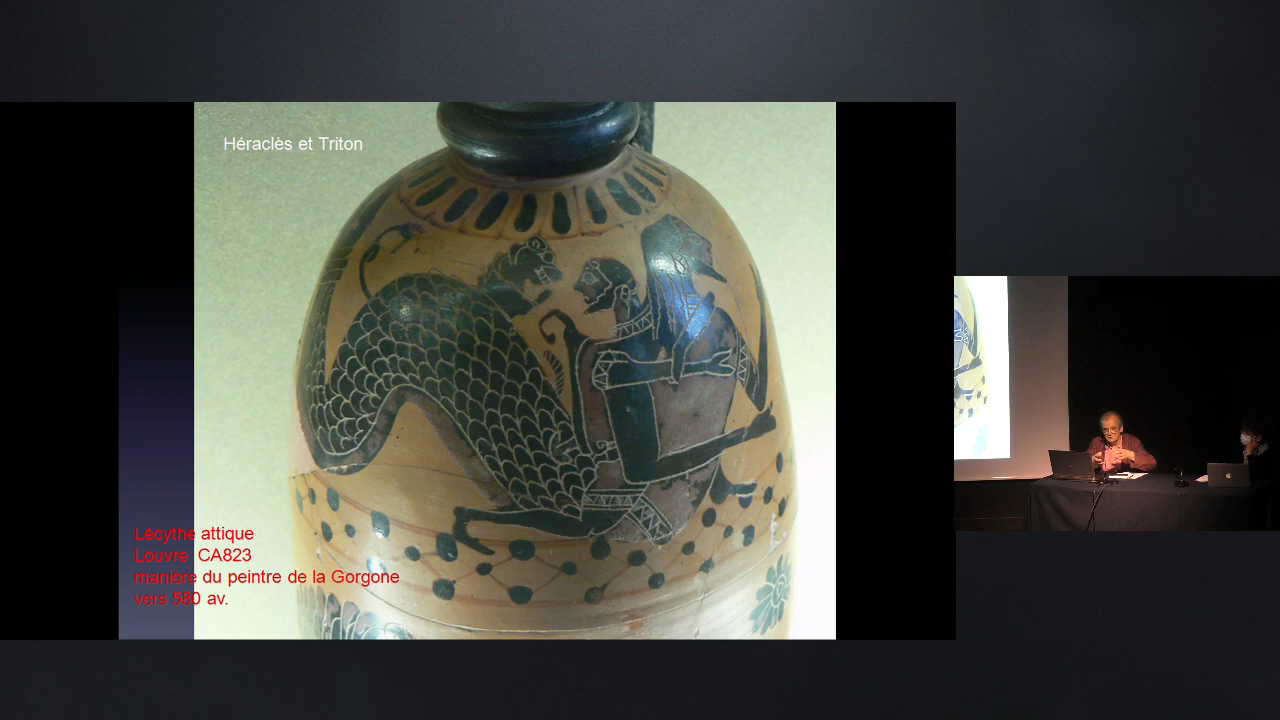 Héraclès et Triton
Lécythe attique
Louvre CA823
manière du peintre de la Gorgone
vers 580 av.